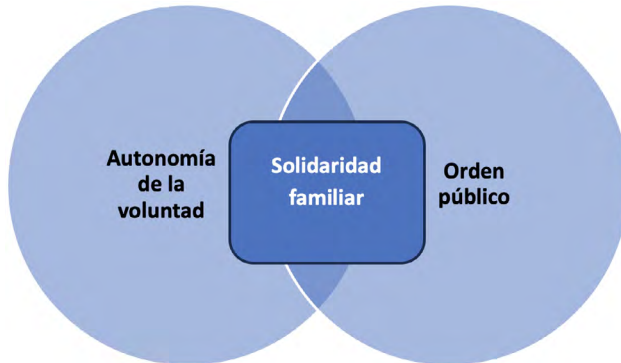 Autonomía
de la
voluntad
Solidaridad
familiar
Orden
público